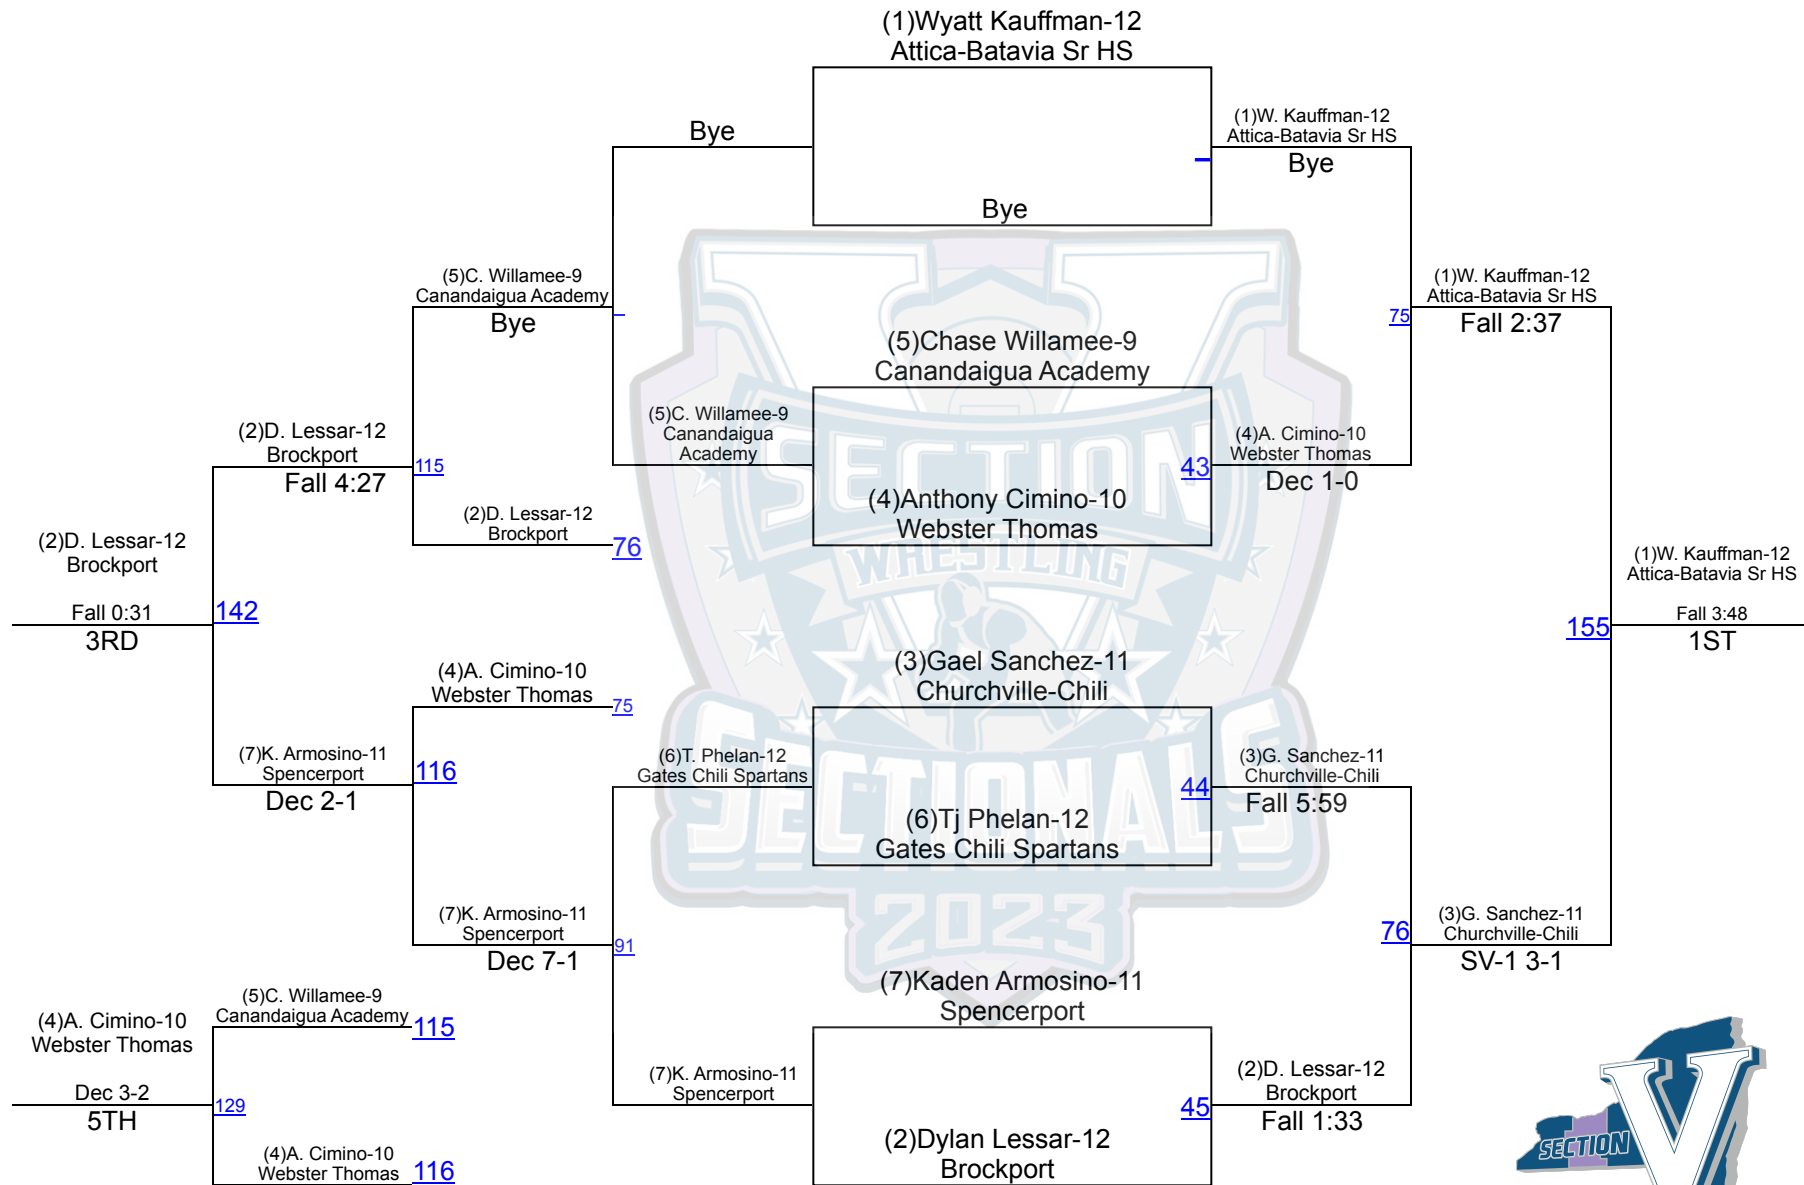 (1)Wyatt Kauffman-12
Attica-Batavia Sr HS
Bye
(1)W. Kauffman-12
Attica-Batavia Sr HS
Bye
Bye
(5)C. Willamee-9
Canandaigua Academy
Bye
(1)W. Kauffman-12
Attica-Batavia Sr HS
Fall 2:37
75
(5)Chase Willamee-9
Canandaigua Academy
(5)C. Willamee-9
Canandaigua
Academy
(4)A. Cimino-10
Webster Thomas
Dec 1-0
43
(4)Anthony Cimino-10
Webster Thomas
(2)D. Lessar-12
Brockport
Fall 4:27
115
(2)D. Lessar-12
Brockport
76
(2)D. Lessar-12
Brockport
Fall 0:31
3RD
142
(1)W. Kauffman-12
Attica-Batavia Sr HS
Fall 3:48
1ST
155
(4)A. Cimino-10
Webster Thomas
75
(3)Gael Sanchez-11
Churchville-Chili
(7)K. Armosino-11
Spencerport
Dec 2-1
116
(6)T. Phelan-12
Gates Chili Spartans
44
(3)G. Sanchez-11
Churchville-Chili
Fall 5:59
(6)Tj Phelan-12
Gates Chili Spartans
(7)K. Armosino-11
Spencerport
Dec 7-1
91
76
(3)G. Sanchez-11
Churchville-Chili
SV-1 3-1
(7)Kaden Armosino-11
Spencerport
(5)C. Willamee-9
Canandaigua Academy
115
(4)A. Cimino-10
Webster Thomas
Dec 3-2
5TH
129
(7)K. Armosino-11
Spencerport
45
(2)D. Lessar-12
Brockport
Fall 1:33
(2)Dylan Lessar-12
Brockport
(4)A. Cimino-10
Webster Thomas
116
SECTION
WRESTLING
SECTIONALS
2023
SECTION
V